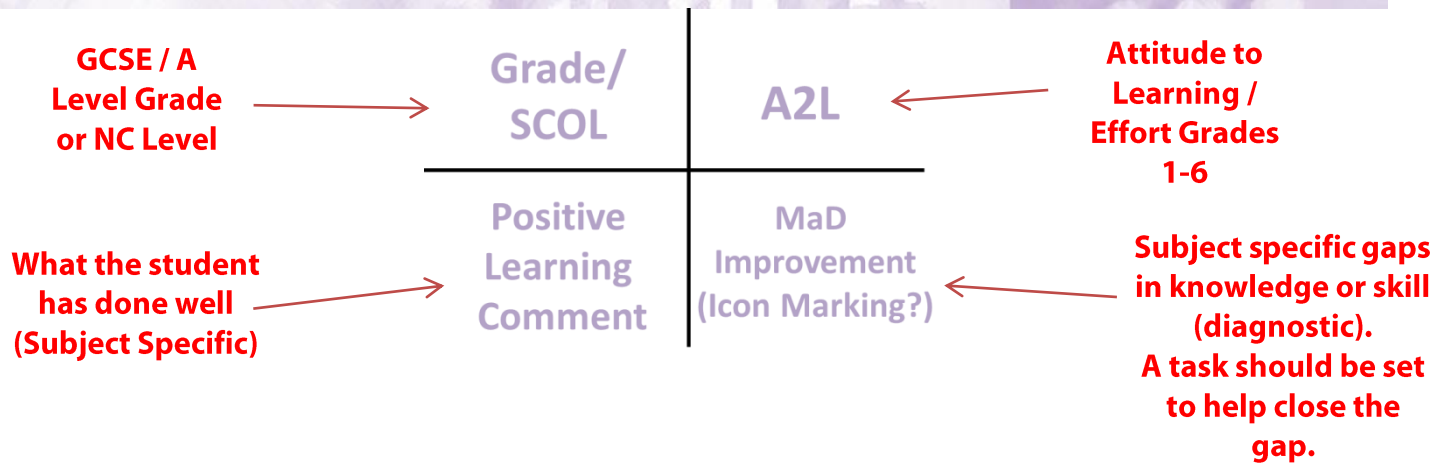 GCSE / A
Level Grade
or NC Level
Grade/
SCOL
A2L
Attitude to
Learning /
Effort Grades
1-6
What the student
has done well
(Subject Specific)
Positive
Learning
Comment
MaD
Improvement
(Icon Marking?)
Subject specific gaps
in knowledge or skill
(diagnostic).
A task should be set
to help close the
gap.